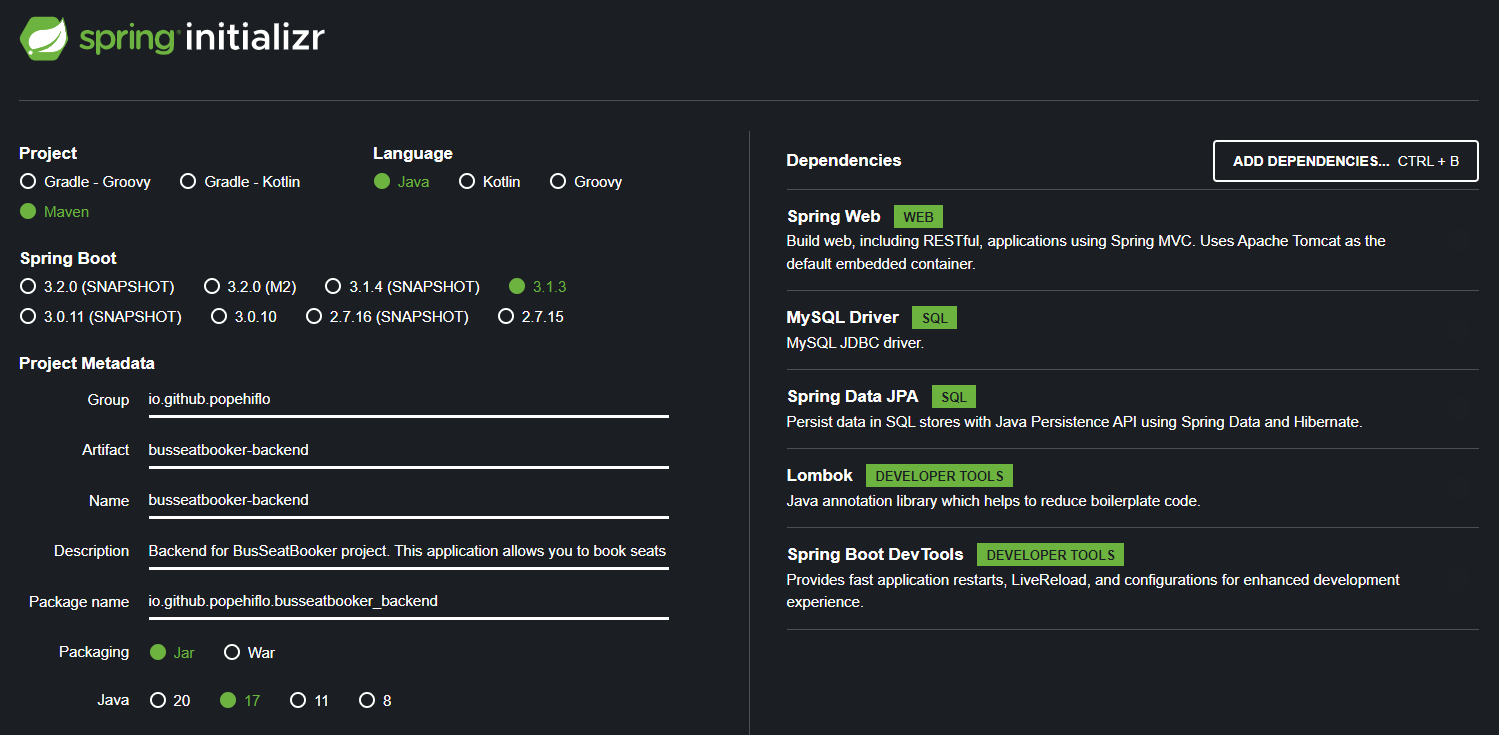 spring initializr
Project
Gradle - Groovy Gradle - Kotlin
Maven
Language
Java Kotlin Groovy
Spring Boot
3.2.0 (SNAPSHOT) 3.2.0 (M2) 3.1.4 (SNAPSHOT) 3.1.3
3.0.11 (SNAPSHOT) 3.0.10 2.7.16 (SNAPSHOT) 2.7.15
Project Metadata
Group io.github.popehiflo
Artifact busseatbooker-backend
Name busseatbooker-backend
Description Backend for BusSeatBooker project. This application allows you to book seats
Package name io.github.popehiflo.busseatbooker_backend
Packaging Jar War
Java 20 17 11 8
Dependencies
ADD DEPENDENCIES... CTRL + B
Spring Web WEB
Build web, including RESTful, applications using Spring MVC. Uses Apache Tomcat as the
default embedded container.
MySQL Driver SQL
MySQL JDBC driver.
Spring Data JPA SQL
Persist data in SQL stores with Java Persistence API using Spring Data and Hibernate.
Lombok DEVELOPER TOOLS
Java annotation library which helps to reduce boilerplate code.
Spring Boot DevTools DEVELOPER TOOLS
Provides fast application restarts, LiveReload, and configurations for enhanced development
experience.